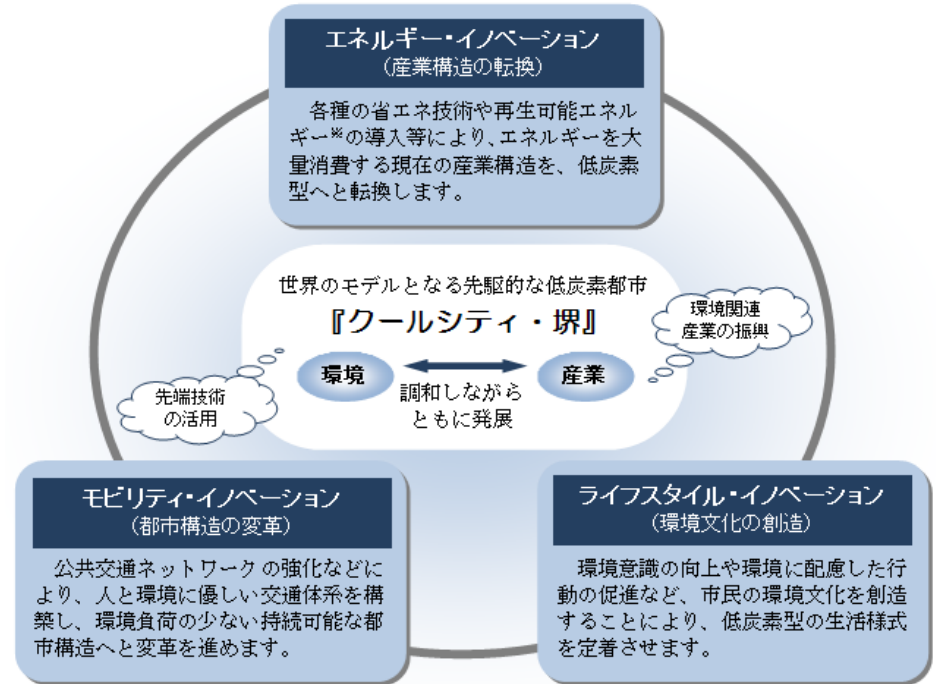 エネルギー・イノベーション
(産業構造の転換)
各種の省エネ技術や再生可能エネル
ギー※の導入等により、エネルギーを大
量消費する現在の産業構造を、低炭素
型へと転換します。
世界のモデルとなる先駆的な低炭素都市
『クールシティ・堺』
環境関連
産業の振興
環境
産業
調和しながら
ともに発展
先端技術
の活用
モビリティ・イノベーション
(都市構造の変革)
公共交通ネットワークの強化などに
より、人と環境に優しい交通体系を構
築し、環境負荷の少ない持続可能な都
市構造へと変革を進めます。
ライフスタイル・イノベーション
(環境文化の創造)
環境意識の向上や環境に配慮した行
動の促進など、市民の環境文化を創造
することにより、低炭素型の生活様式
を定着させます。